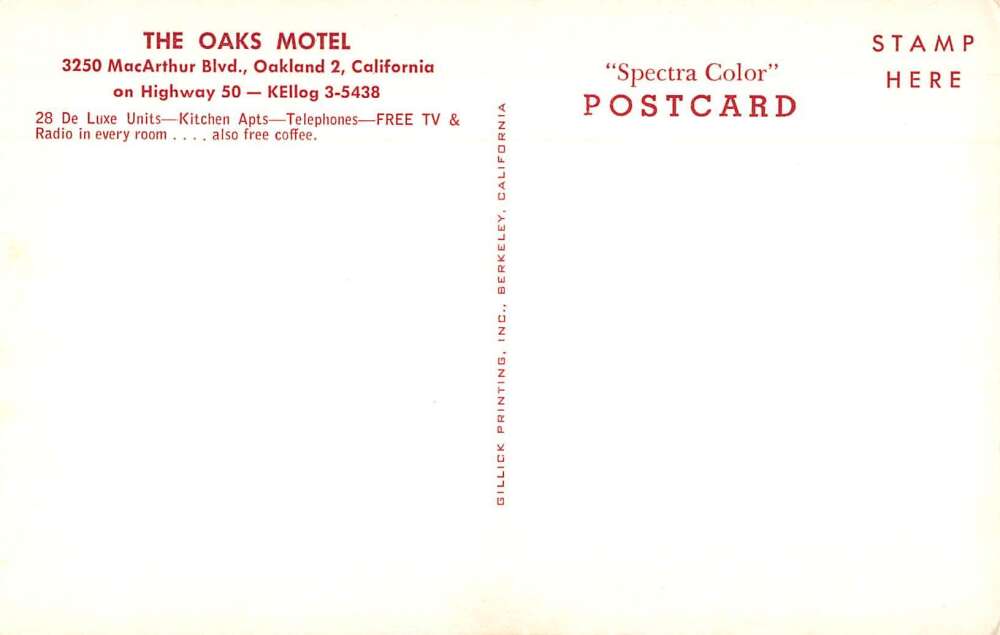 THE OAKS MOTEL
3250 MacArthur Blvd., Oakland 2, California
on Highway 50 — KEllog 3-5438
28 De Luxe Units—Kitchen Apts—Telephones—FREE TV &
Radio in every room . . . . also free coffee.
GILLICK PRINTING, INC., BERKELEY, CALIFORNIA
"Spectra Color"
POSTCARD
STAMP
HERE